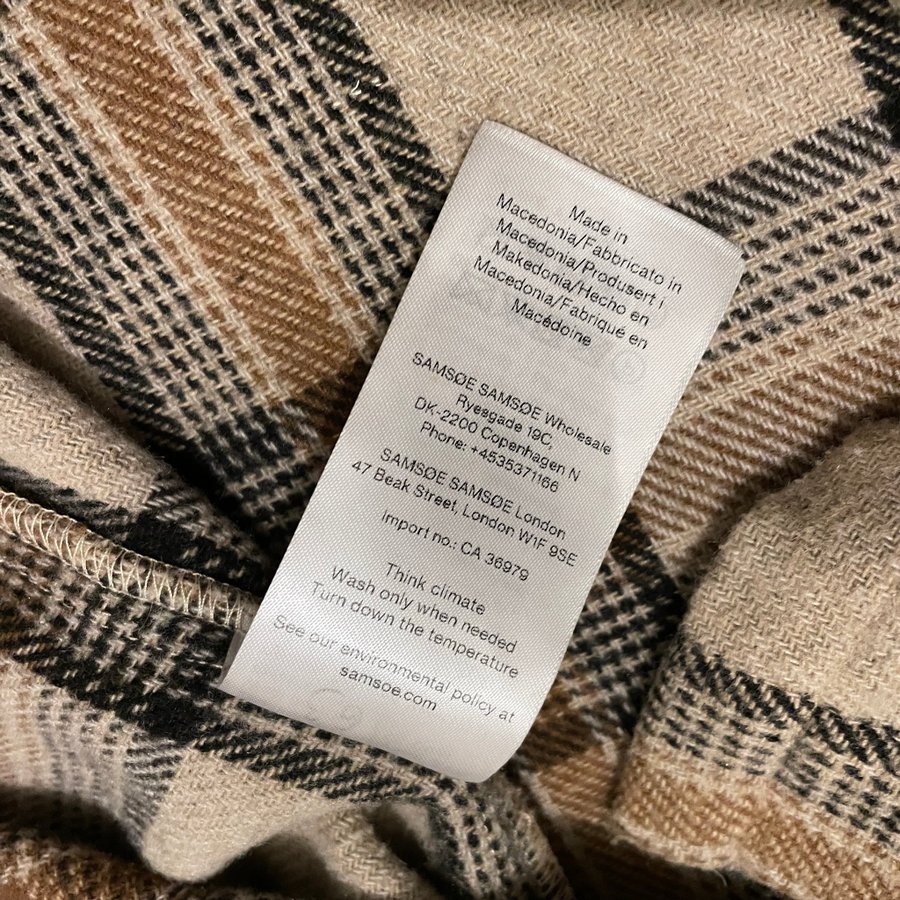 Made in
Macedonia/Fabbricato in
Macedonia/Produsert i
Makedonia/Hecho en
Macedonia/Fabriqué en
Macédoine
SAMSØE SAMSØE Wholesale
Ryesgade 19C,
DK-2200 Copenhagen N
Phone: +4535371166
SAMSØE SAMSØE London
47 Beak Street, London W1F 9SE
Import no.: CA 36979
Think climate
Wash only when needed
Turn down the temperature
See our environmental policy at
samsoe.com